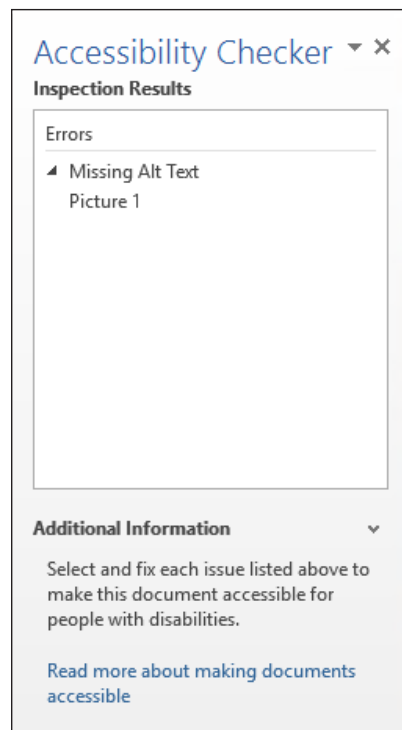 Accessibility Checker
Inspection Results
Errors
Missing Alt Text
Picture 1
Additional Information
Select and fix each issue listed above to
make this document accessible for
people with disabilities.
Read more about making documents
accessible